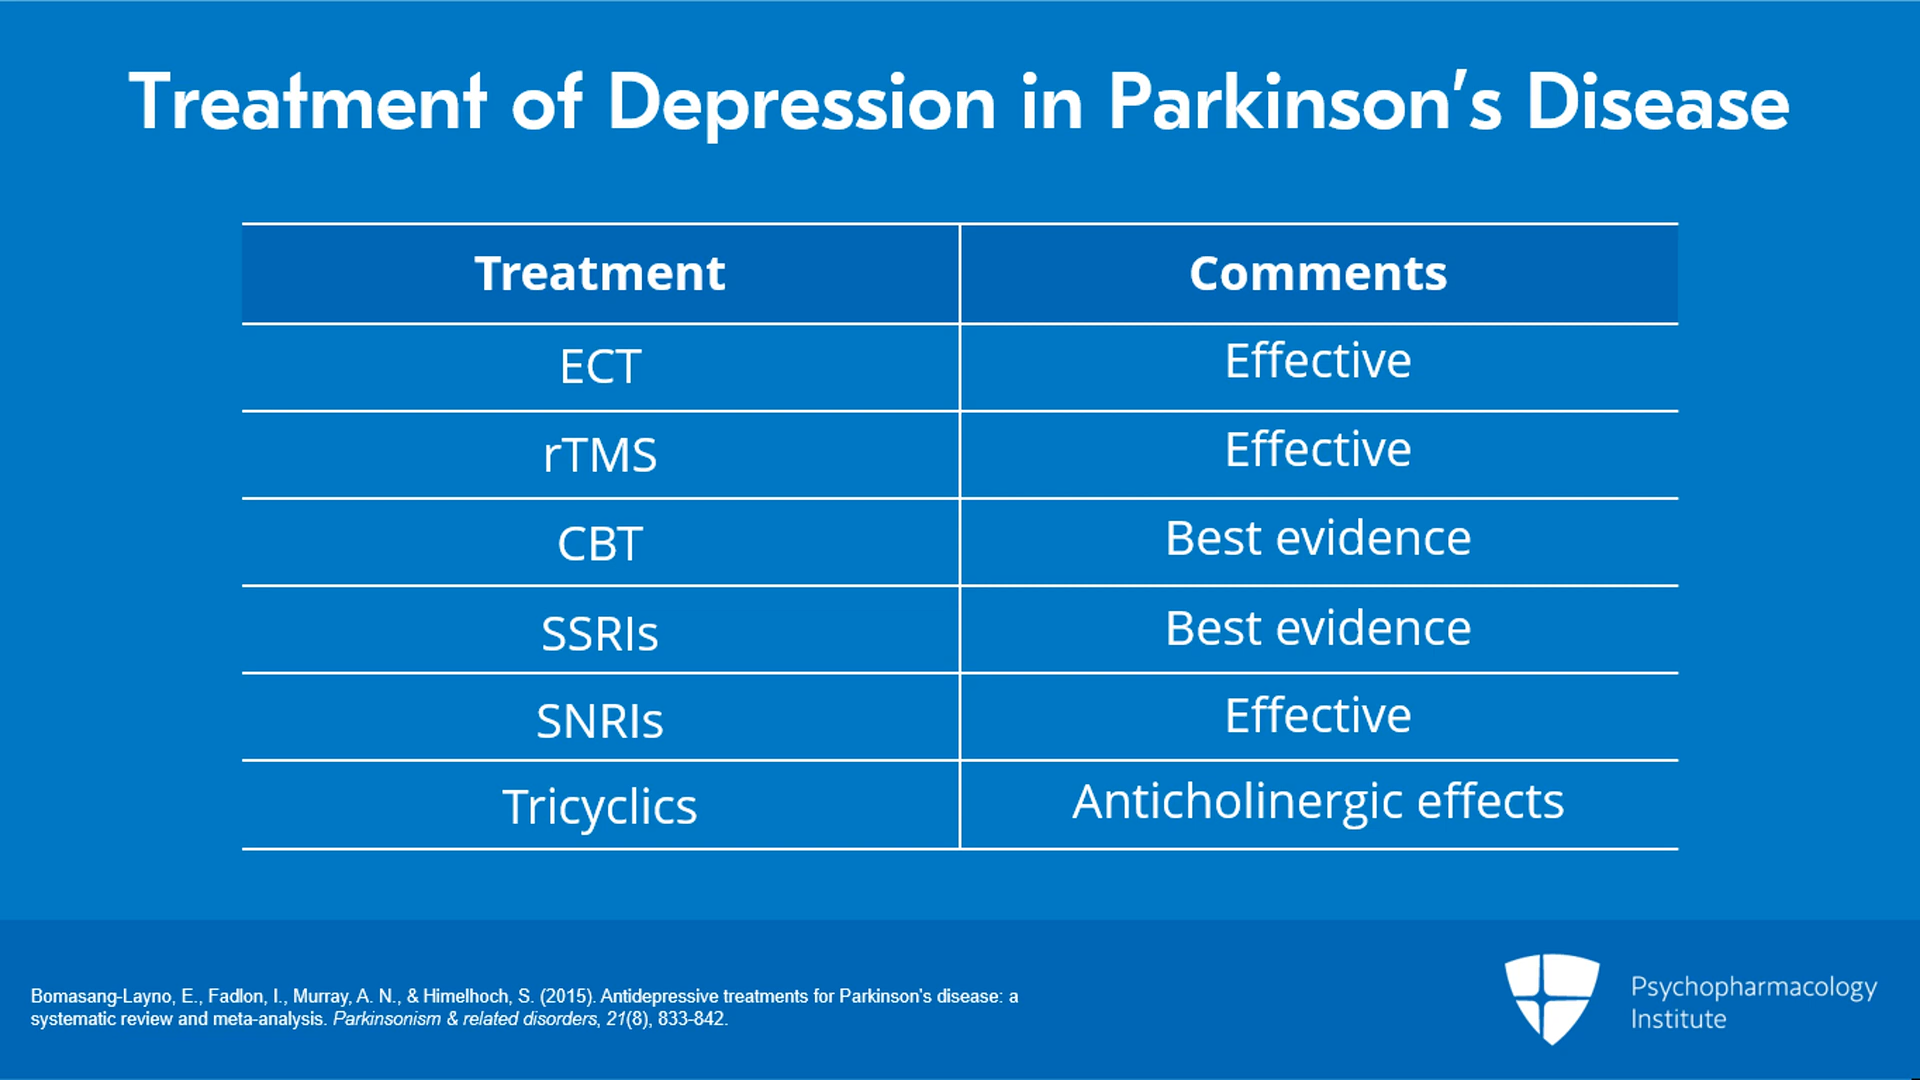 Treatment of Depression in Parkinson's Disease
Treatment Comments
ECT Effective
rTMS Effective
CBT Best evidence
SSRIs Best evidence
SNRIs Effective
Tricyclics Anticholinergic effects
Bomasang-Layno, E., Fadlon, I., Murray, A. N., & Himelhoch, S. (2015). Antidepressive treatments for Parkinson's disease: a
systematic review and meta-analysis. Parkinsonism & related disorders, 21(8), 833-842.
Psychopharmacology
Institute